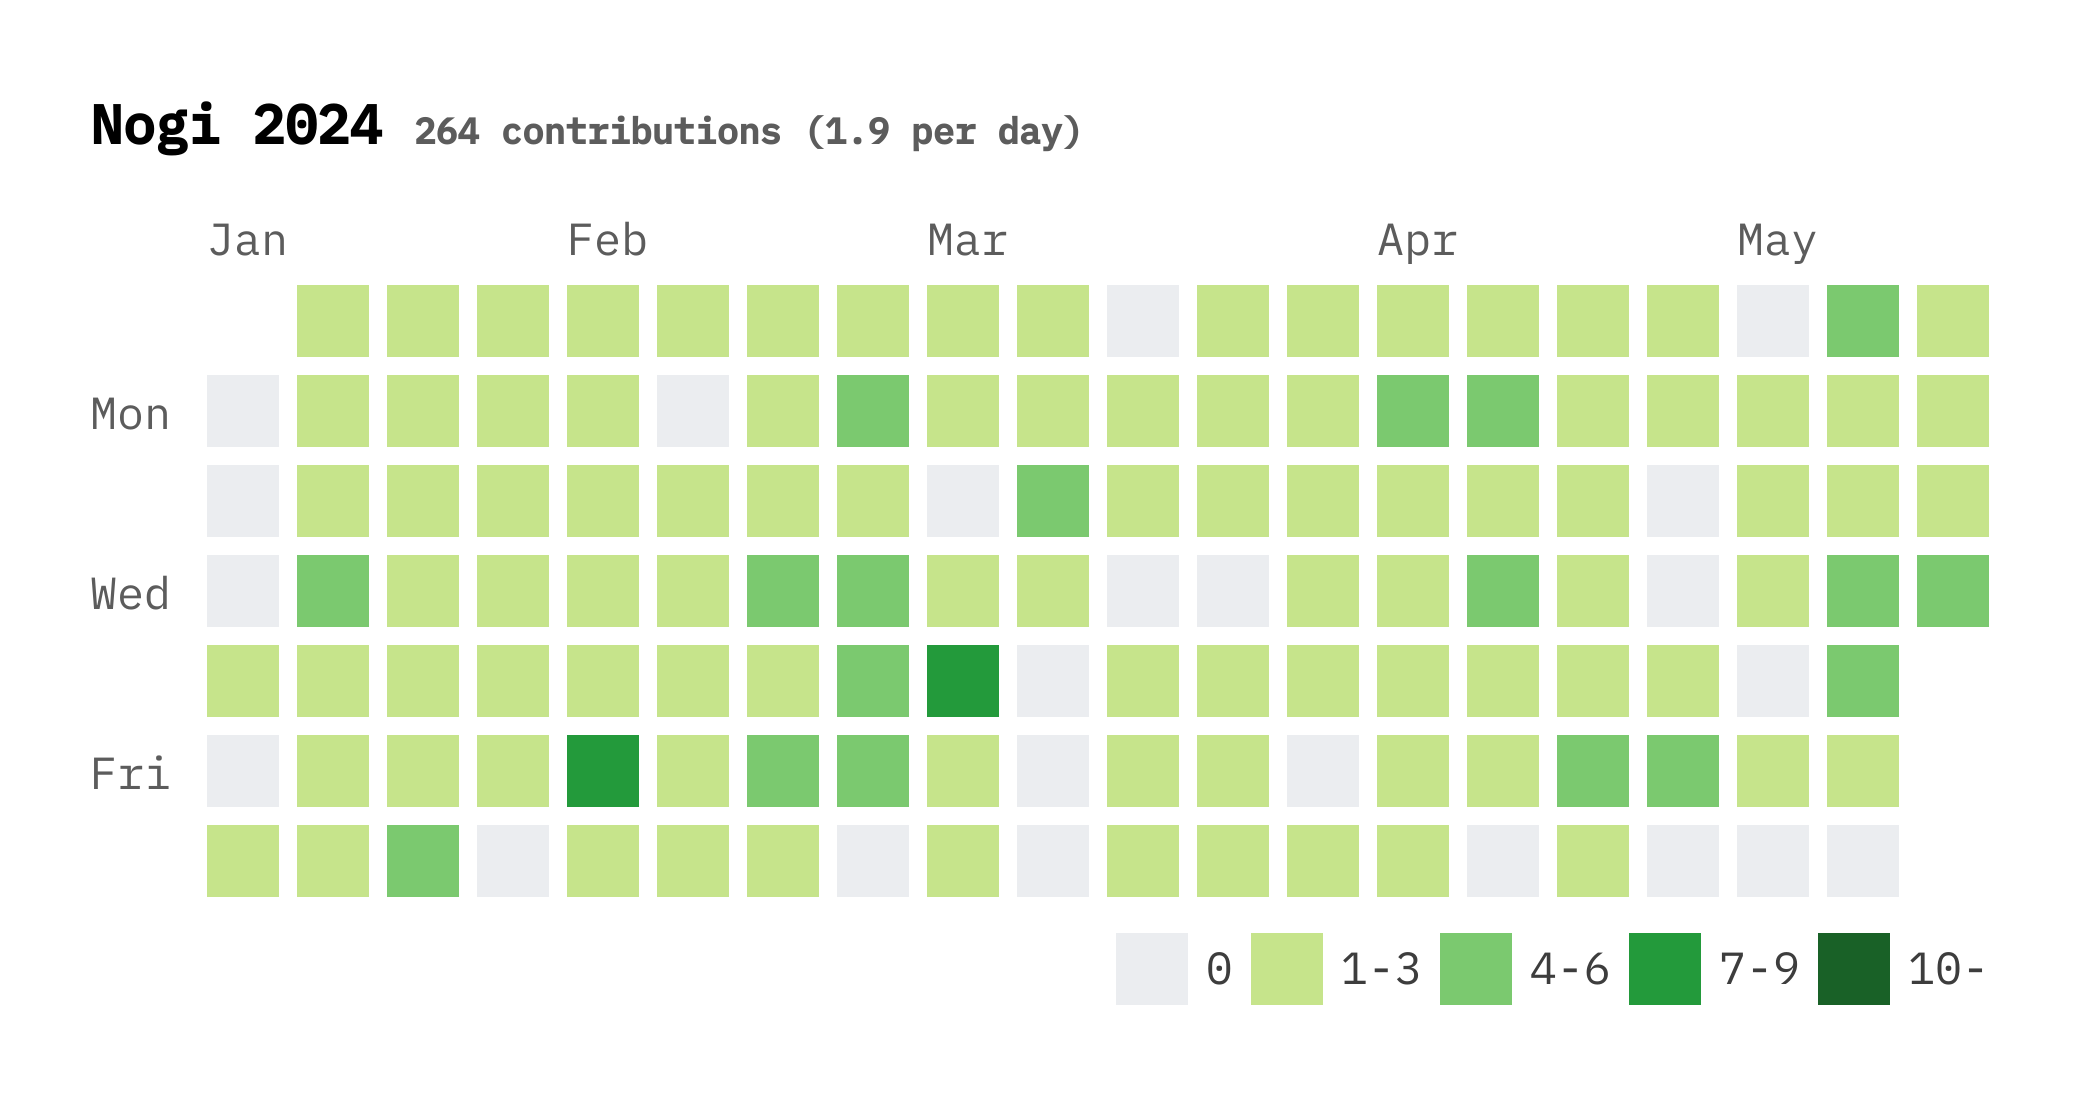 Nogi 2024 264 contributions (1.9 per day)
Jan Feb Mar Apr May
Mon
Wed
Fri
0 1-3 4-6 7-9 10-